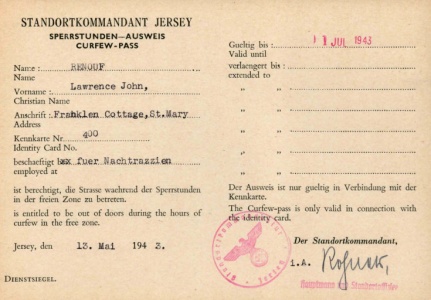 STANDORTKOMMANDANT JERSEY
SPERRSTUNDEN—AUSWEIS
CURFEW-PASS
Name : RENOUF
Name
Vorname : Lawrence John,
Christian Name
Anschrift : Franklen Cottage, St. Mary
Address
Kennkarte Nr. 400
Identity Card No.
beschaeftigt bxx fuer Nachtrazzien
employed at
ist berechtigt, die Strasse waehrend der Sperrstunden
in der freien Zone zu betreten.
is entitled to be out of doors during the hours of
curfew in the free zone.
Jersey, den 13. Mai 1943.
DIENSTSIEGEL.
Gueltig bis : 11 JUL 1943
Valid until
verlaengert bis :
extended to
" "
" "
" "
" "
" "
" "
Der Ausweis ist nur gueltig in Verbindung mit der
Kennkarte.
The Curfew-pass is only valid in connection with
the identity card.
Der Standortkommandant,
i.A.
Hauptmann und